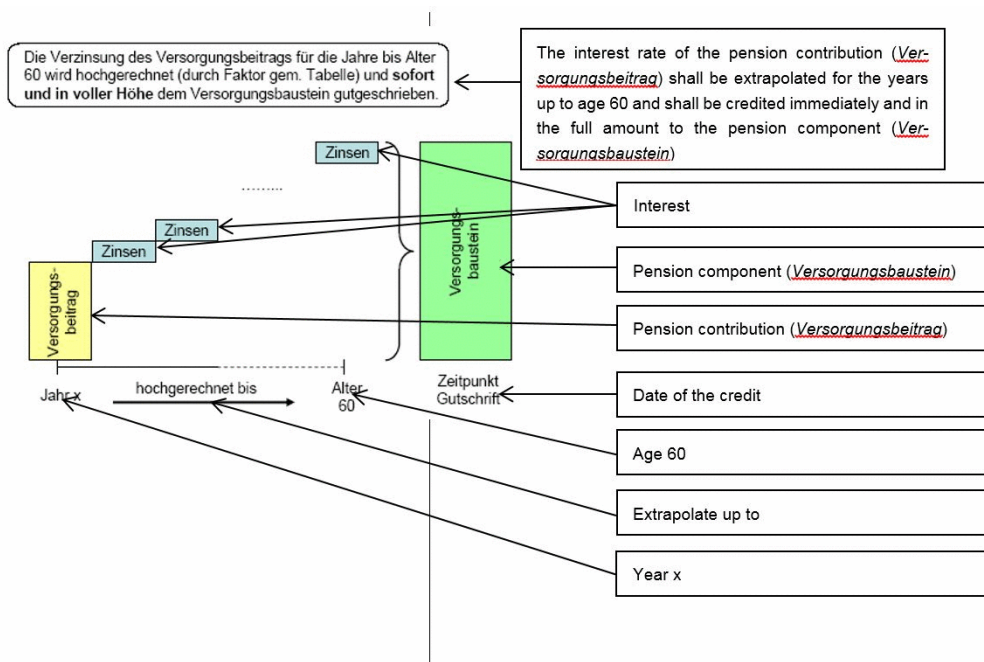 Die Verzinsung des Versorgungsbeitrags für die Jahre bis Alter
60 wird hochgerechnet (durch Faktor gem. Tabelle) und sofort
und in voller Höhe dem Versorgungsbaustein gutgeschrieben.
The interest rate of the pension contribution (Ver-
sorgungsbeitrag) shall be extrapolated for the years
up to age 60 and shall be credited immediately and in
the full amount to the pension component (Ver-
sorgungsbaustein)
Zinsen
..........
Zinsen
Zinsen
Versorgungs-
beitrag
Versorgungs-
baustein
Interest
Pension component (Versorgungsbaustein)
Pension contribution (Versorgungsbeitrag)
Jahr x
hochgerechnet bis
Alter
60
Zeitpunkt
Gutschrift
Date of the credit
Age 60
Extrapolate up to
Year x